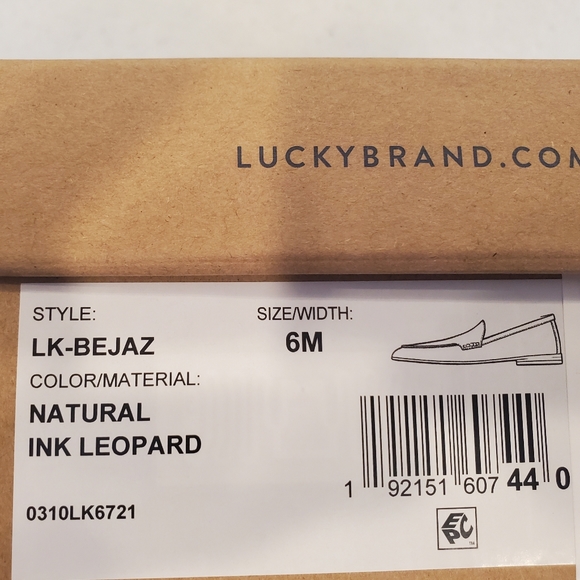 LUCKYBRAND.COM
STYLE: SIZE/WIDTH:
LK-BEJAZ 6M
COLOR/MATERIAL:
NATURAL
INK LEOPARD
1 92151 607 44 0
0310LK6721
EPC
TM